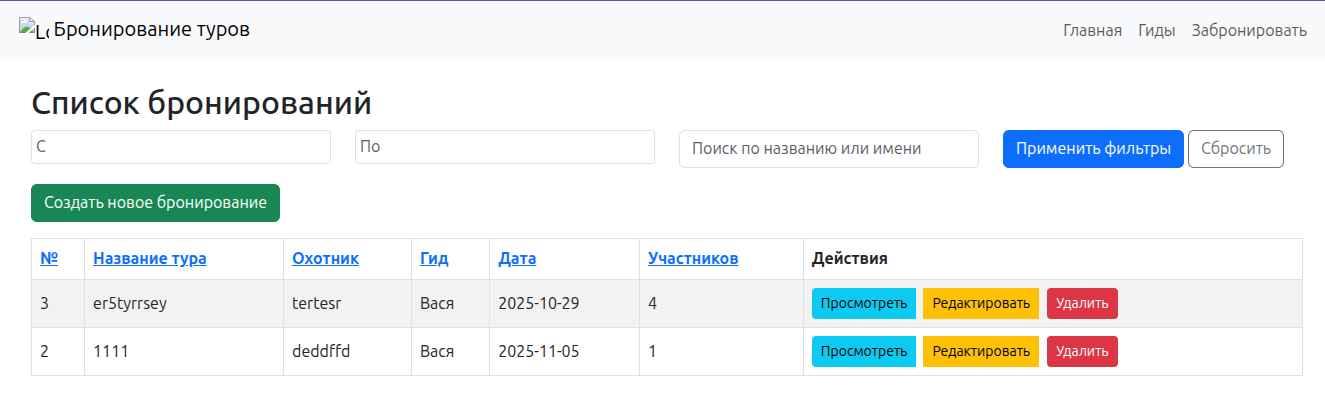 Lo Бронирование туров Главная Гиды Забронировать
Список бронирований
С По Поиск по названию или имени Применить фильтры Сбросить
Создать новое бронирование
№ Название тура Охотник Гид Дата Участников Действия
3 er5tyrrsey tertesr Вася 2025-10-29 4 Просмотреть Редактировать Удалить
2 1111 deddffd Вася 2025-11-05 1 Просмотреть Редактировать Удалить